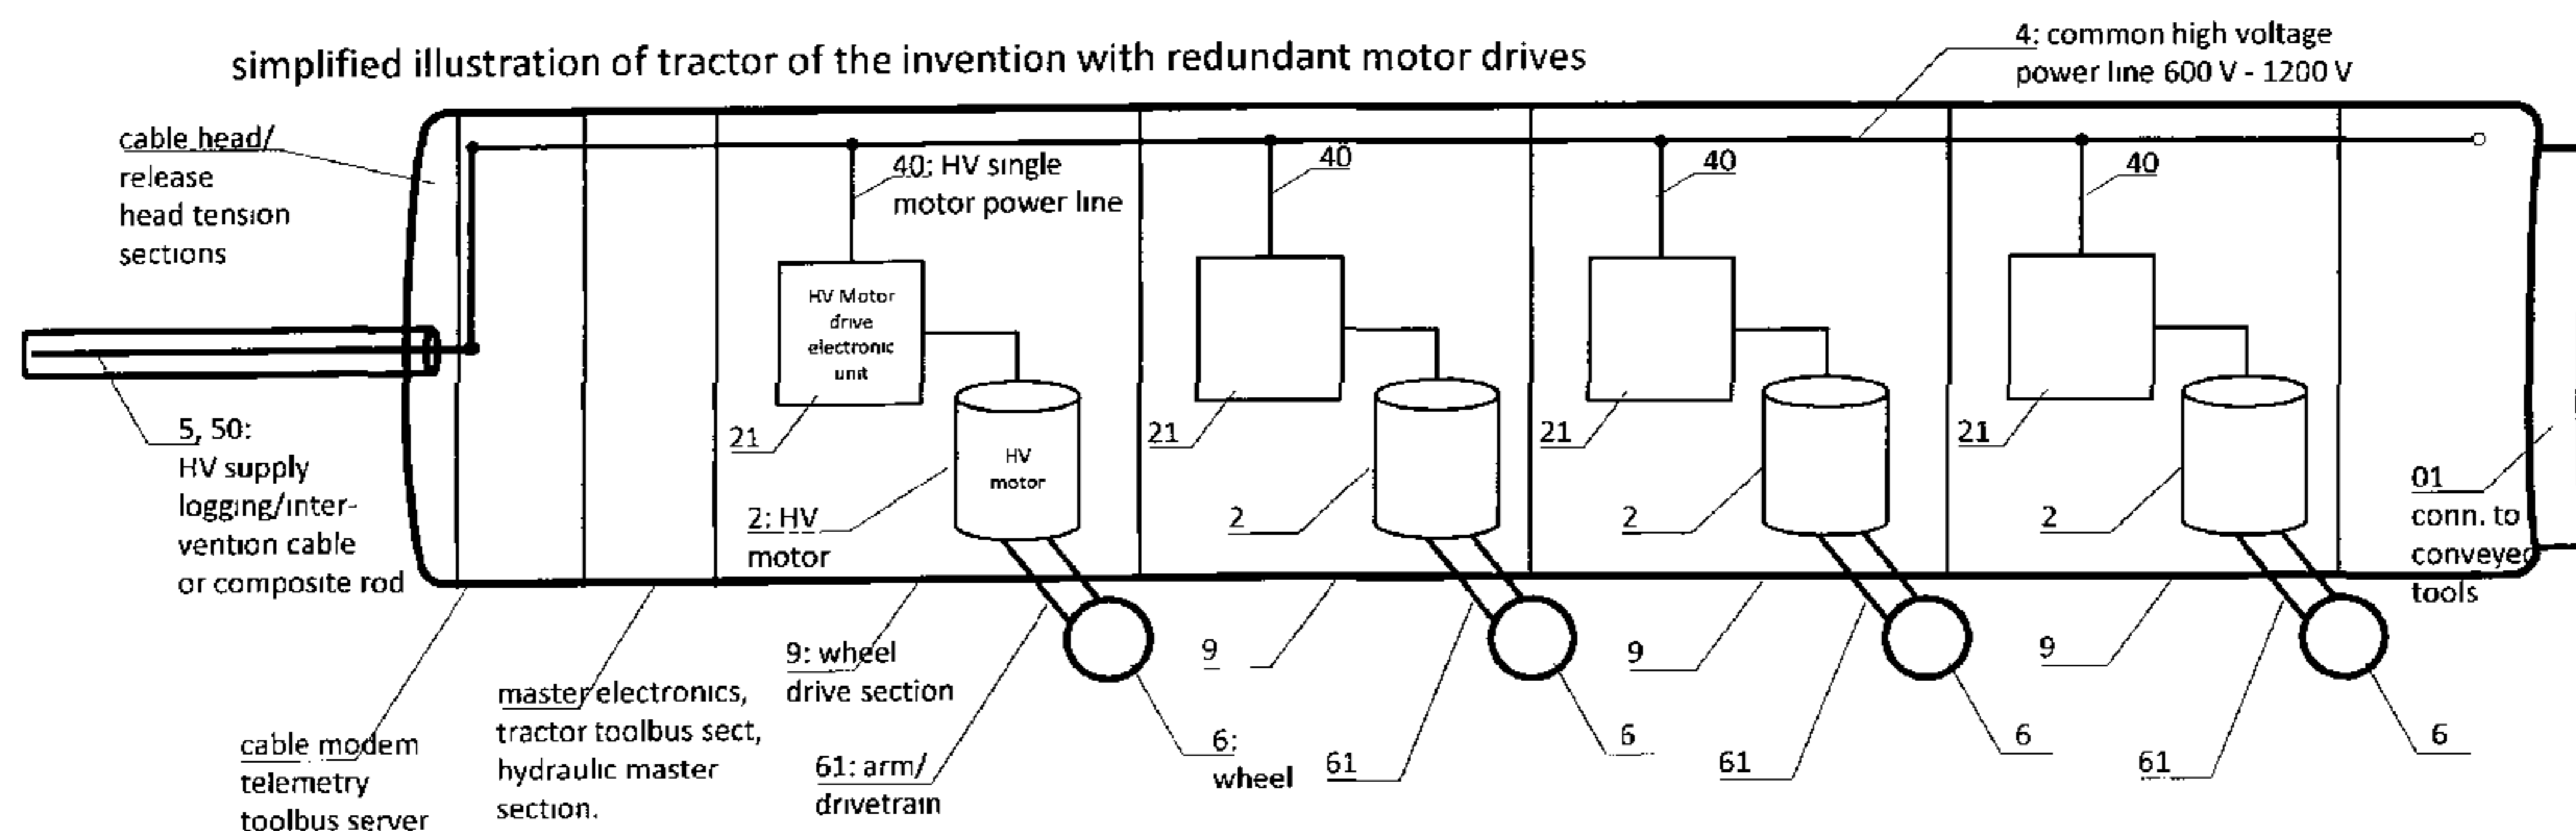 simplified illustration of tractor of the invention with redundant motor drives
4: common high voltage
power line 600 V - 1200 V
cable head/
release
head tension
sections
40: HV single
motor power line
40
40
40
HV Motor
drive
electronic
unit
21
21
21
21
5, 50:
HV supply
logging/inter-
vention cable
or composite rod
HV
motor
2: HV
motor
2
2
2
01
conn. to
conveyed
tools
9: wheel
drive section
9
9
9
master electronics,
tractor toolbus sect,
hydraulic master
section.
cable modem
telemetry
toolbus server
61: arm/
drivetrain
6:
wheel
61
6
61
6
61
6